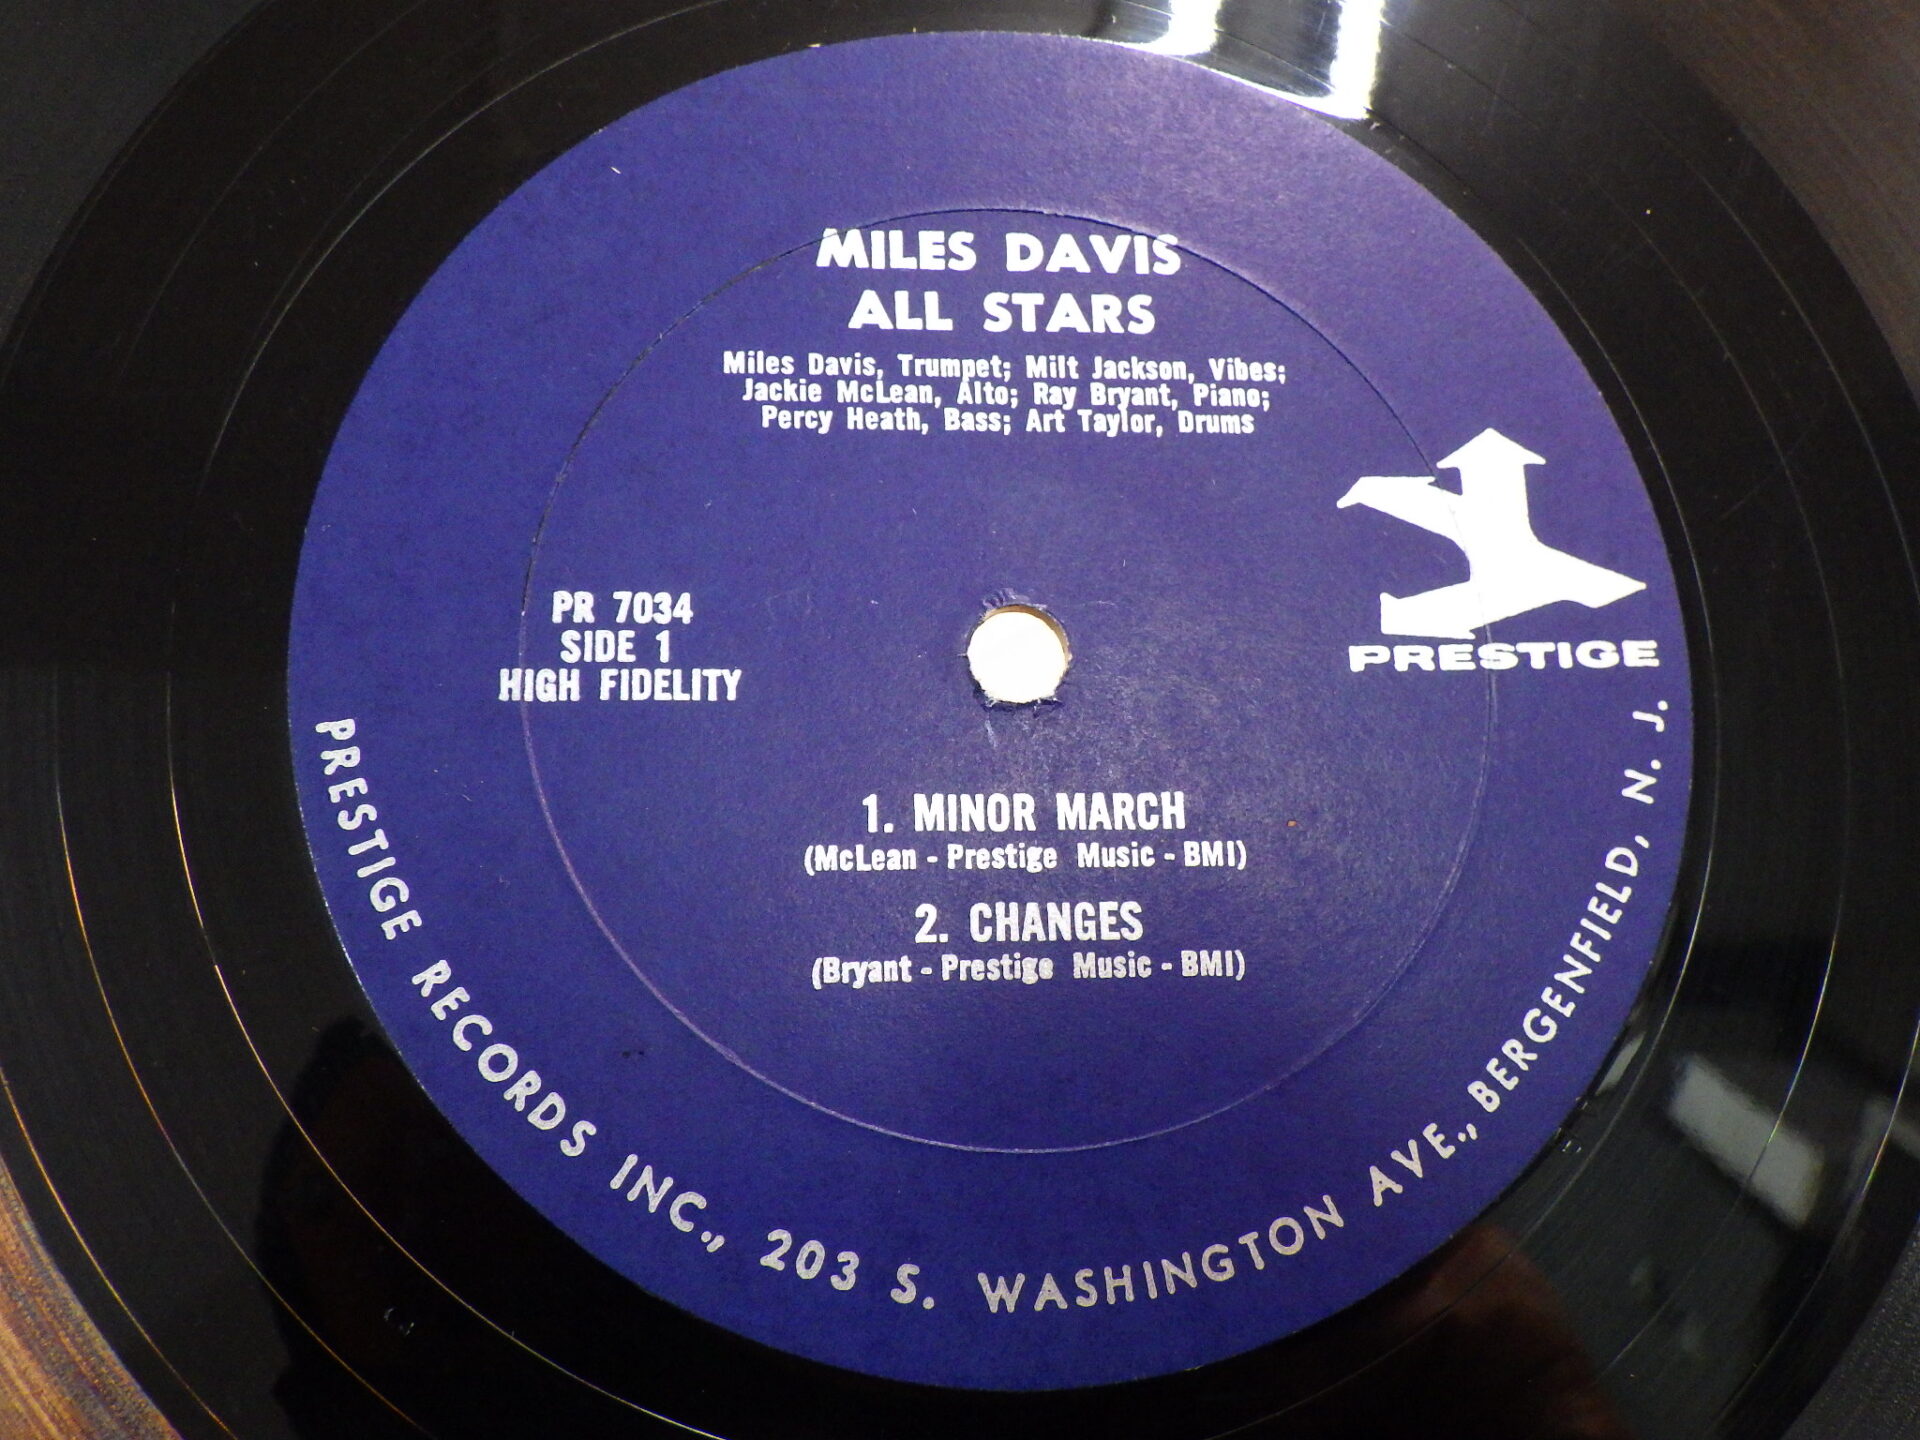 MILES DAVIS
ALL STARS
Miles Davis, Trumpet; Milt Jackson, Vibes;
Jackie McLean, Alto; Ray Bryant, Piano;
Percy Heath, Bass; Art Taylor, Drums
PR 7034
SIDE 1
HIGH FIDELITY
PRESTIGE
1. MINOR MARCH
(McLean - Prestige Music - BMI)
2. CHANGES
(Bryant - Prestige Music - BMI)
PRESTIGE RECORDS INC., 203 S. WASHINGTON AVE., BERGENFIELD, N. J.